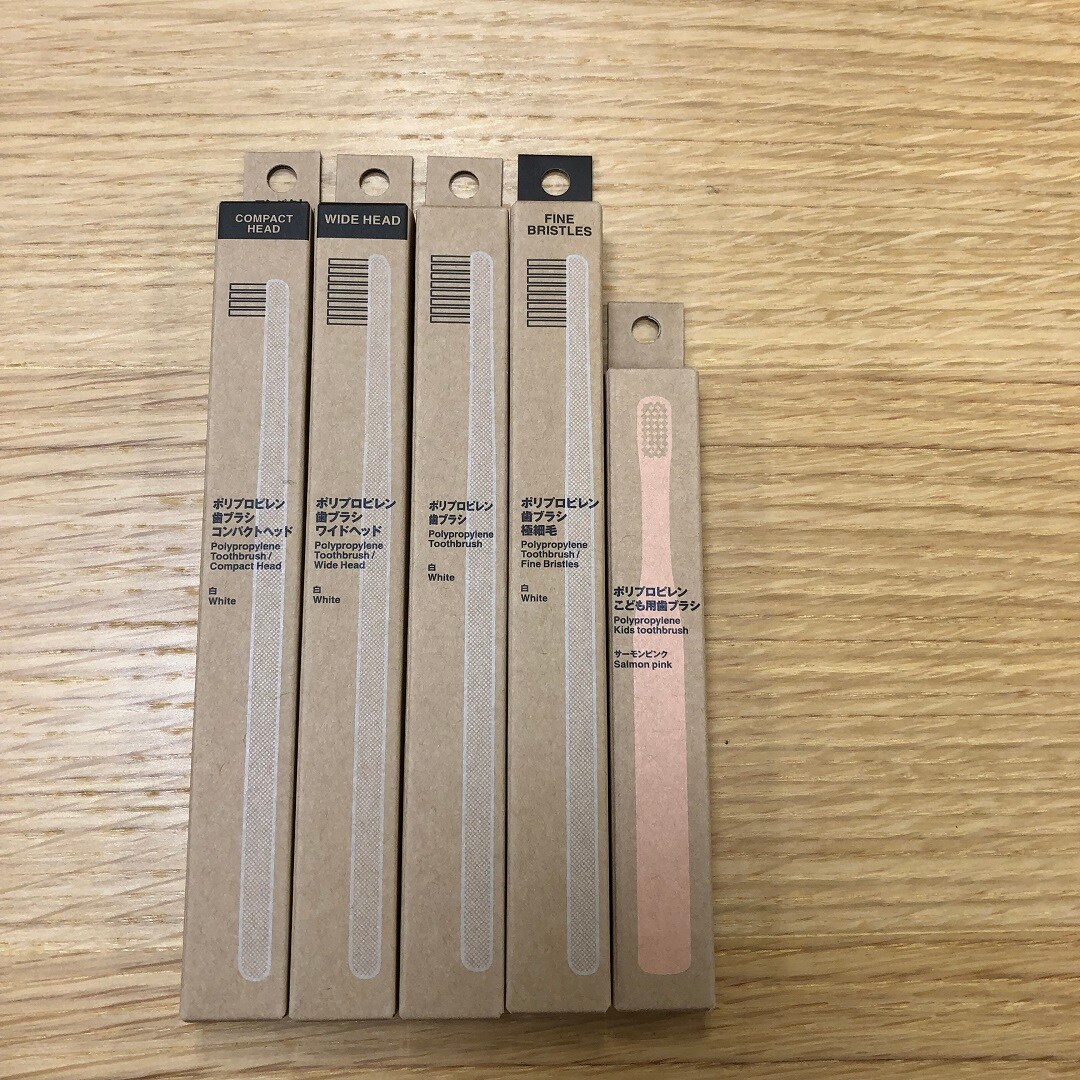 COMPACT
HEAD
ポリプロピレン
歯ブラシ
コンパクトヘッド
Polypropylene
Toothbrush/
Compact Head
白
White
WIDE HEAD
ポリプロピレン
歯ブラシ
ワイドヘッド
Polypropylene
Toothbrush/
Wide Head
白
White
ポリプロピレン
歯ブラシ
Polypropylene
Toothbrush
白
White
FINE
BRISTLES
ポリプロピレン
歯ブラシ
極細毛
Polypropylene
Toothbrush/
Fine Bristles
白
White
ポリプロピレン
こども用歯ブラシ
Polypropylene
Kids toothbrush
サーモンピンク
Salmon pink